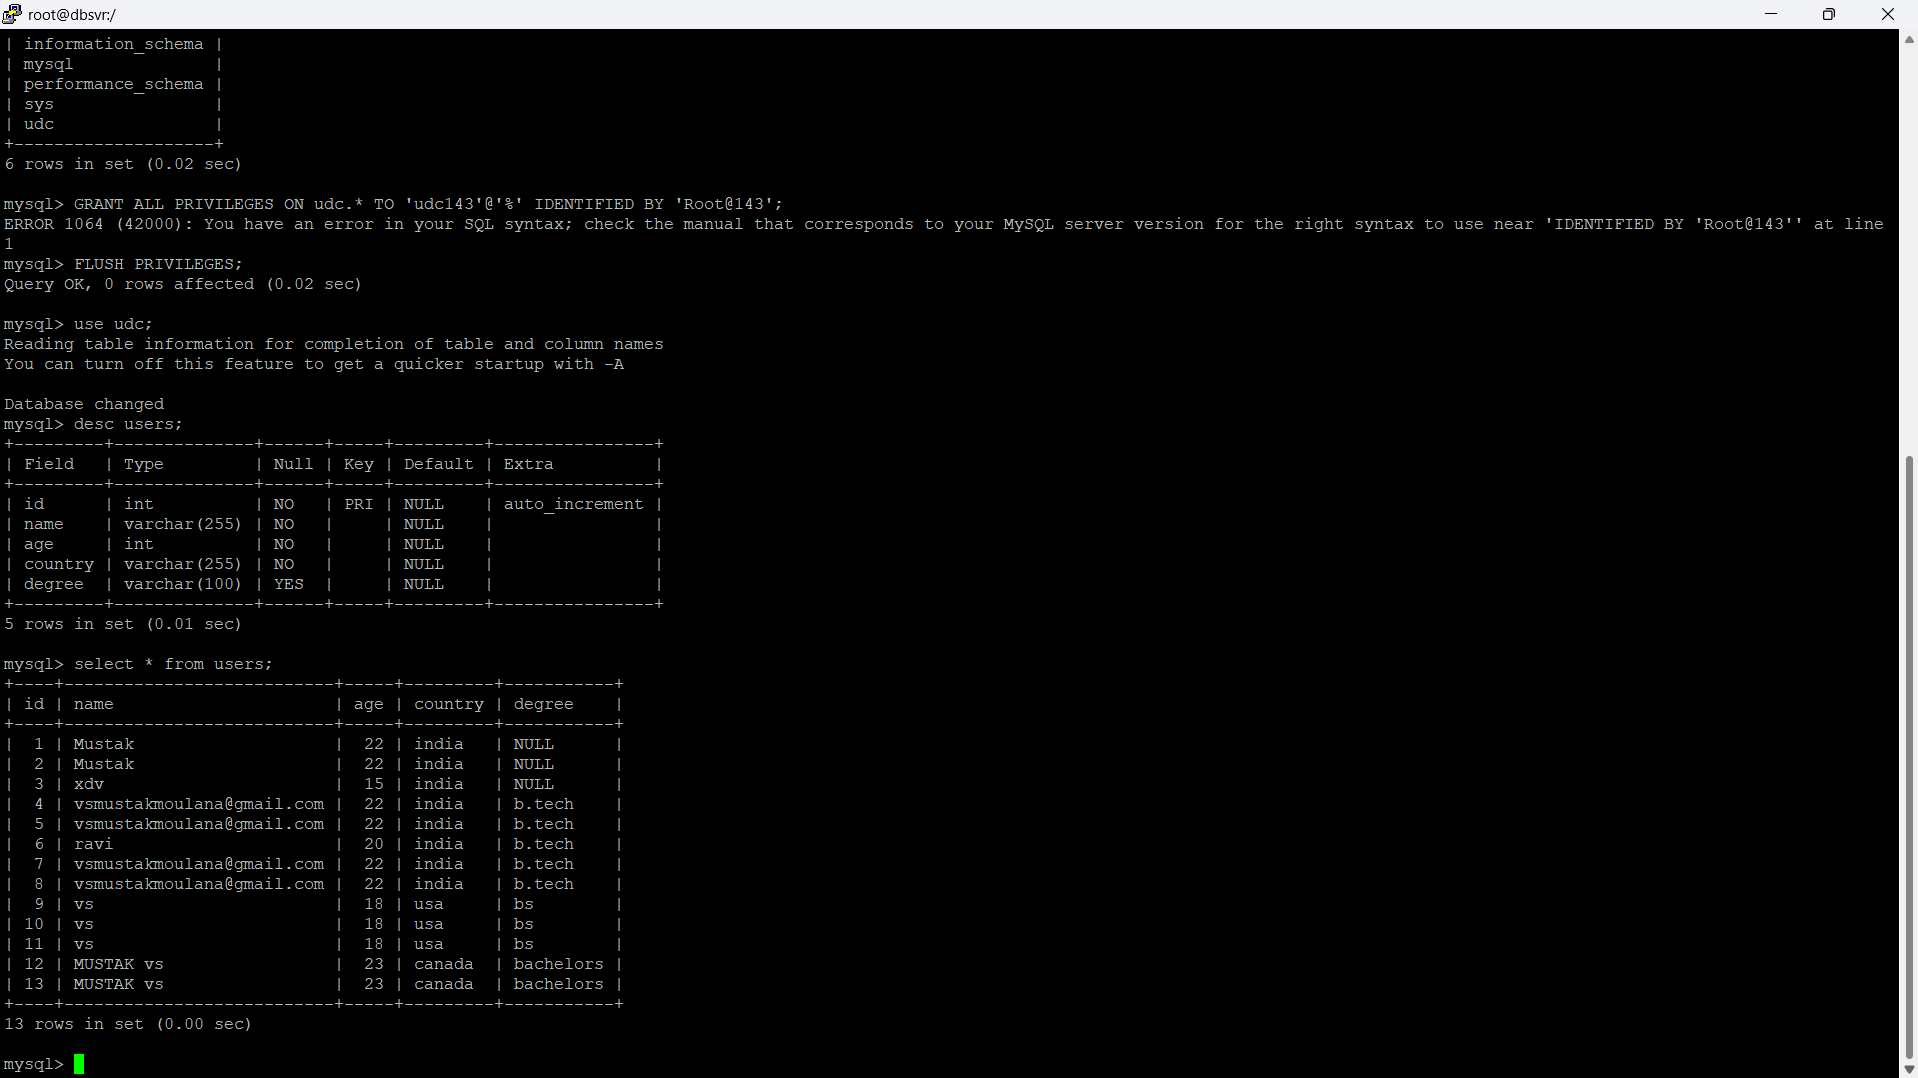 root@dbsvr:/
| information_schema |
| mysql              |
| performance_schema |
| sys                |
| udc                |
+--------------------+
6 rows in set (0.02 sec)
mysql> GRANT ALL PRIVILEGES ON udc.* TO 'udc143'@'%' IDENTIFIED BY 'Root@143';
ERROR 1064 (42000): You have an error in your SQL syntax; check the manual that corresponds to your MySQL server version for the right syntax to use near 'IDENTIFIED BY 'Root@143'' at line
1
mysql> FLUSH PRIVILEGES;
Query OK, 0 rows affected (0.02 sec)
mysql> use udc;
Reading table information for completion of table and column names
You can turn off this feature to get a quicker startup with -A
Database changed
mysql> desc users;
+---------+--------------+------+-----+---------+----------------+
| Field   | Type         | Null | Key | Default | Extra          |
+---------+--------------+------+-----+---------+----------------+
| id      | int          | NO   | PRI | NULL    | auto_increment |
| name    | varchar(255) | NO   |     | NULL    |                |
| age     | int          | NO   |     | NULL    |                |
| country | varchar(255) | NO   |     | NULL    |                |
| degree  | varchar(100) | YES  |     | NULL    |                |
+---------+--------------+------+-----+---------+----------------+
5 rows in set (0.01 sec)
mysql> select * from users;
+----+---------------------------+-----+---------+-----------+
| id | name                      | age | country | degree    |
+----+---------------------------+-----+---------+-----------+
|  1 | Mustak                    |  22 | india   | NULL      |
|  2 | Mustak                    |  22 | india   | NULL      |
|  3 | xdv                       |  15 | india   | NULL      |
|  4 | vsmustakmoulana@gmail.com |  22 | india   | b.tech    |
|  5 | vsmustakmoulana@gmail.com |  22 | india   | b.tech    |
|  6 | ravi                      |  20 | india   | b.tech    |
|  7 | vsmustakmoulana@gmail.com |  22 | india   | b.tech    |
|  8 | vsmustakmoulana@gmail.com |  22 | india   | b.tech    |
|  9 | vs                        |  18 | usa     | bs        |
| 10 | vs                        |  18 | usa     | bs        |
| 11 | vs                        |  18 | usa     | bs        |
| 12 | MUSTAK vs                 |  23 | canada  | bachelors |
| 13 | MUSTAK vs                 |  23 | canada  | bachelors |
+----+---------------------------+-----+---------+-----------+
13 rows in set (0.00 sec)
mysql>